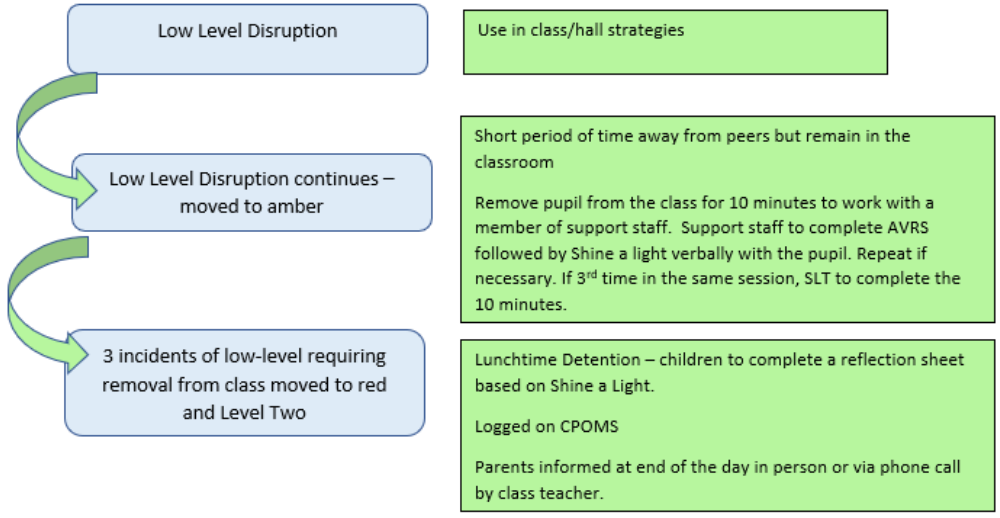 Low Level Disruption
Use in class/hall strategies
Low Level Disruption continues –
moved to amber
Short period of time away from peers but remain in the
classroom
Remove pupil from the class for 10 minutes to work with a
member of support staff.  Support staff to complete AVRS
followed by Shine a light verbally with the pupil. Repeat if
necessary. If 3rd time in the same session, SLT to complete the
10 minutes.
3 incidents of low-level requiring
removal from class moved to red
and Level Two
Lunchtime Detention – children to complete a reflection sheet
based on Shine a Light.
Logged on CPOMS
Parents informed at end of the day in person or via phone call
by class teacher.